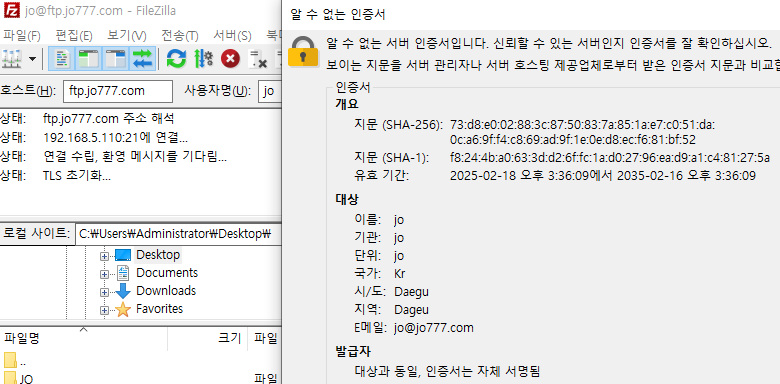 jo@ftp.jo777.com - FileZilla
파일(F) 편집(E) 보기(V) 전송(T) 서버(S) 북마
호스트(H): ftp.jo777.com 사용자명(U): jo
상태: ftp.jo777.com 주소 해석
상태: 192.168.5.110:21에 연결...
상태: 연결 수립, 환영 메시지를 기다림...
상태: TLS 초기화...
로컬 사이트: C:₩Users₩Administrator₩Desktop₩
Desktop
Documents
Downloads
Favorites
파일명 크기 파일
..
JO 파일
알 수 없는 인증서
알 수 없는 서버 인증서입니다. 신뢰할 수 있는 서버인지 인증서를 잘 확인하십시오.
보이는 지문을 서버 관리자나 서버 호스팅 제공업체로부터 받은 인증서 지문과 비교함
인증서
개요
지문 (SHA-256): 73:d8:e0:02:88:3c:87:50:83:7a:85:1a:e7:c0:51:da:
0c:a6:9f:f4:c8:69:ad:9f:1e:0e:d8:ec:f6:81:bf:52
지문 (SHA-1): f8:24:4b:a0:63:3d:d2:6f:fc:1a:d0:27:96:ea:d9:a1:c4:81:27:5a
유효 기간: 2025-02-18 오후 3:36:09에서 2035-02-16 오후 3:36:09
대상
이름: jo
기관: jo
단위: jo
국가: Kr
시/도: Daegu
지역: Dageu
E메일: jo@jo777.com
발급자
대상과 동일, 인증서는 자체 서명됨